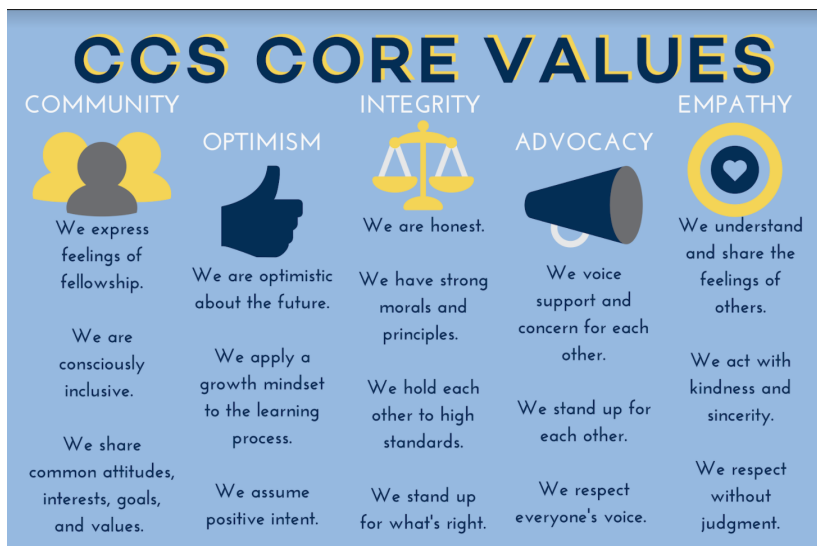 CCS CORE VALUES
COMMUNITY
We express
feelings of
fellowship.
We are
consciously
inclusive.
We share
common attitudes,
interests, goals,
and values.
OPTIMISM
We are optimistic
about the future.
We apply a
growth mindset
to the learning
process.
We assume
positive intent.
INTEGRITY
We are honest.
We have strong
morals and
principles.
We hold each
other to high
standards.
We stand up
for what's right.
ADVOCACY
We voice
support and
concern for each
other.
We stand up for
each other.
We respect
everyone's voice.
EMPATHY
We understand
and share the
feelings of
others.
We act with
kindness and
sincerity.
We respect
without
judgment.